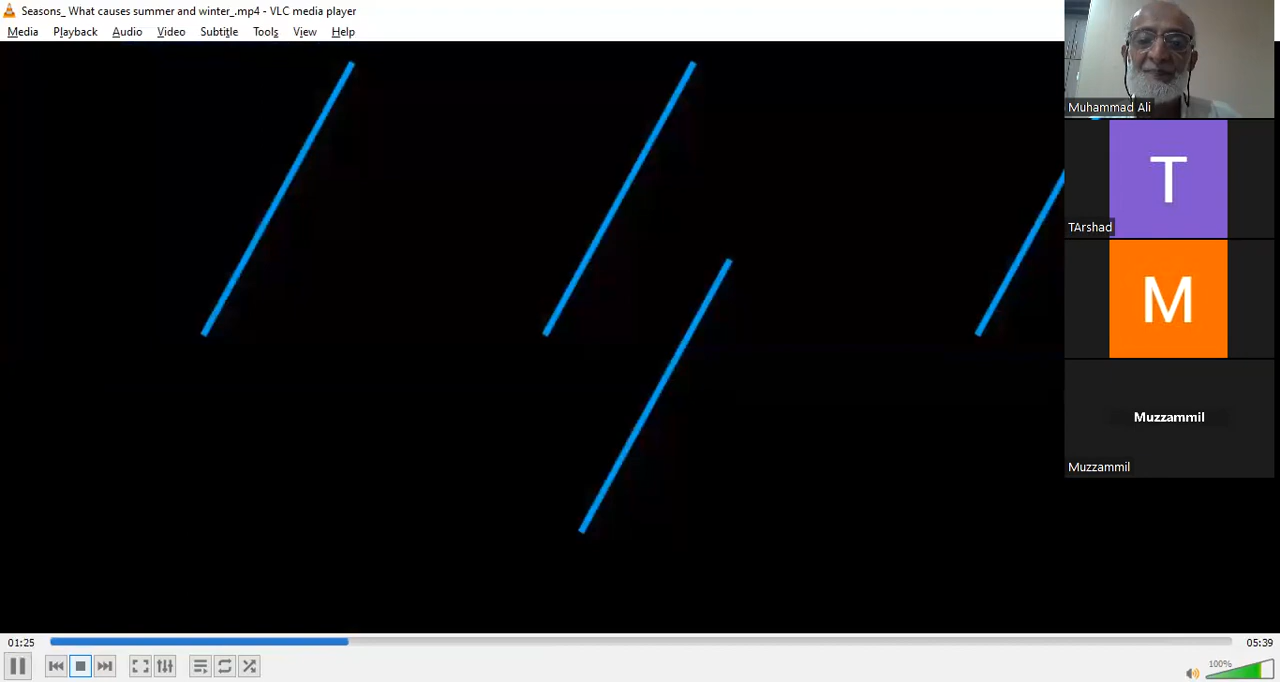 Seasons_ What causes summer and winter_.mp4 - VLC media player
Media Playback Audio Video Subtitle Tools View Help
Muhammad Ali
T
TArshad
M
Muzzammil
Muzzammil
01:25
05:39
100%